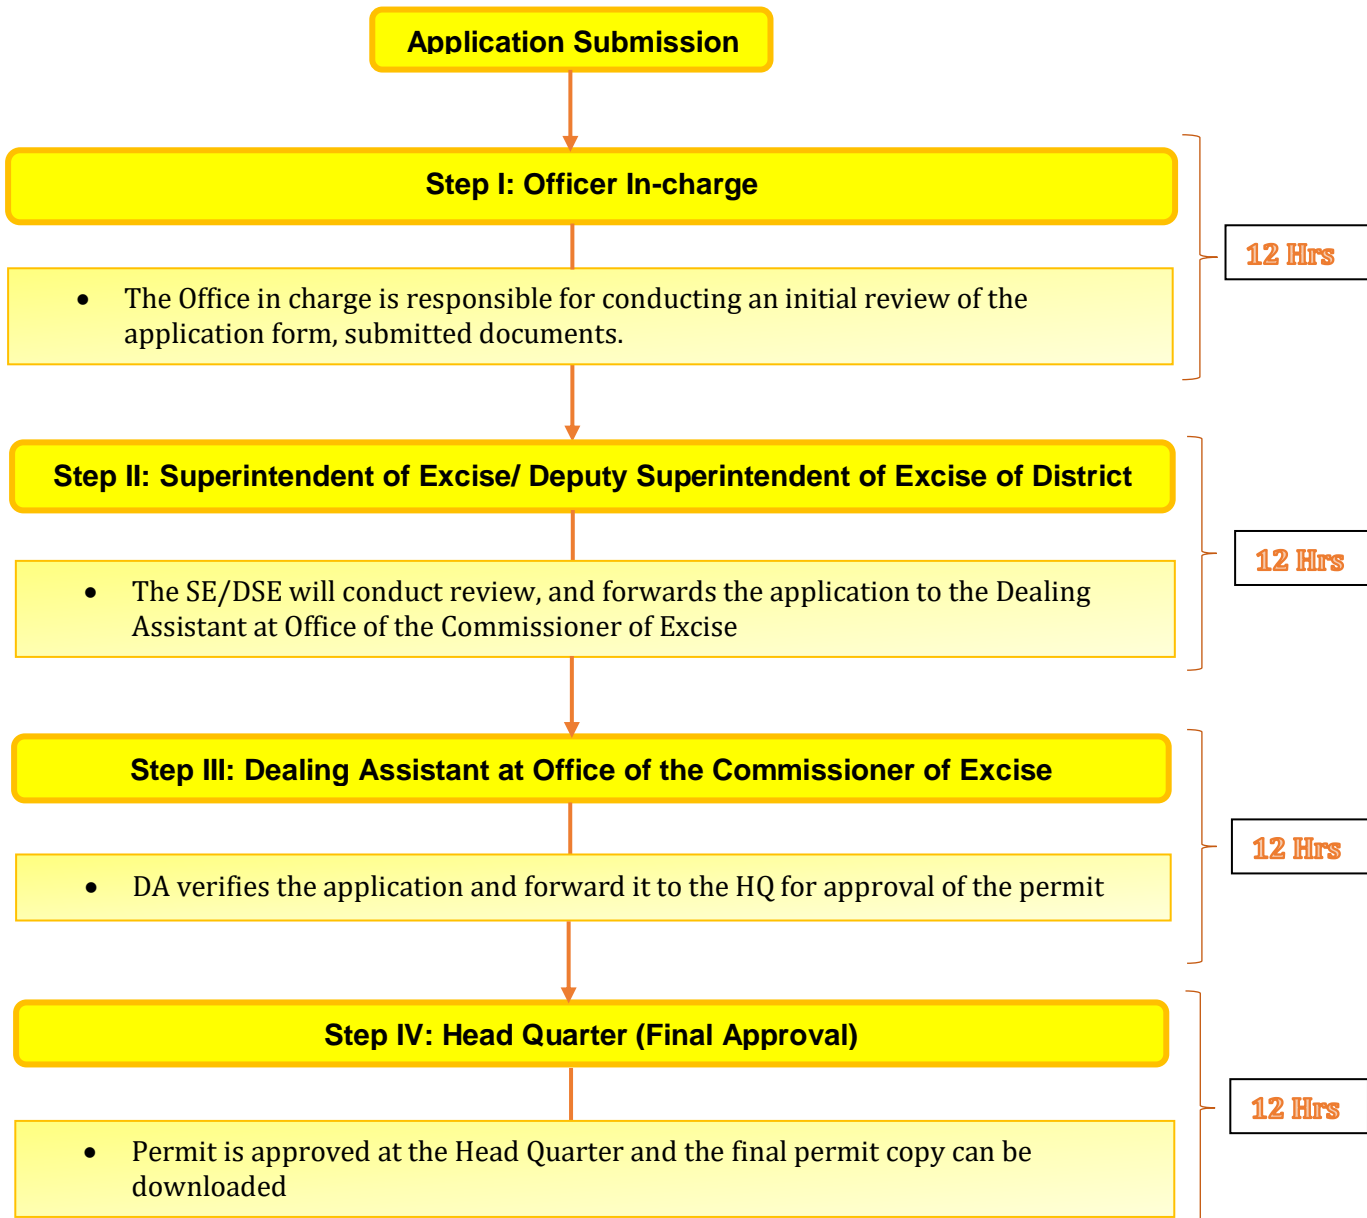 Application Submission
Step I: Officer In-charge
12 Hrs
• The Office in charge is responsible for conducting an initial review of the
application form, submitted documents.
Step II: Superintendent of Excise/ Deputy Superintendent of Excise of District
12 Hrs
• The SE/DSE will conduct review, and forwards the application to the Dealing
Assistant at Office of the Commissioner of Excise
Step III: Dealing Assistant at Office of the Commissioner of Excise
12 Hrs
• DA verifies the application and forward it to the HQ for approval of the permit
Step IV: Head Quarter (Final Approval)
12 Hrs
• Permit is approved at the Head Quarter and the final permit copy can be
downloaded